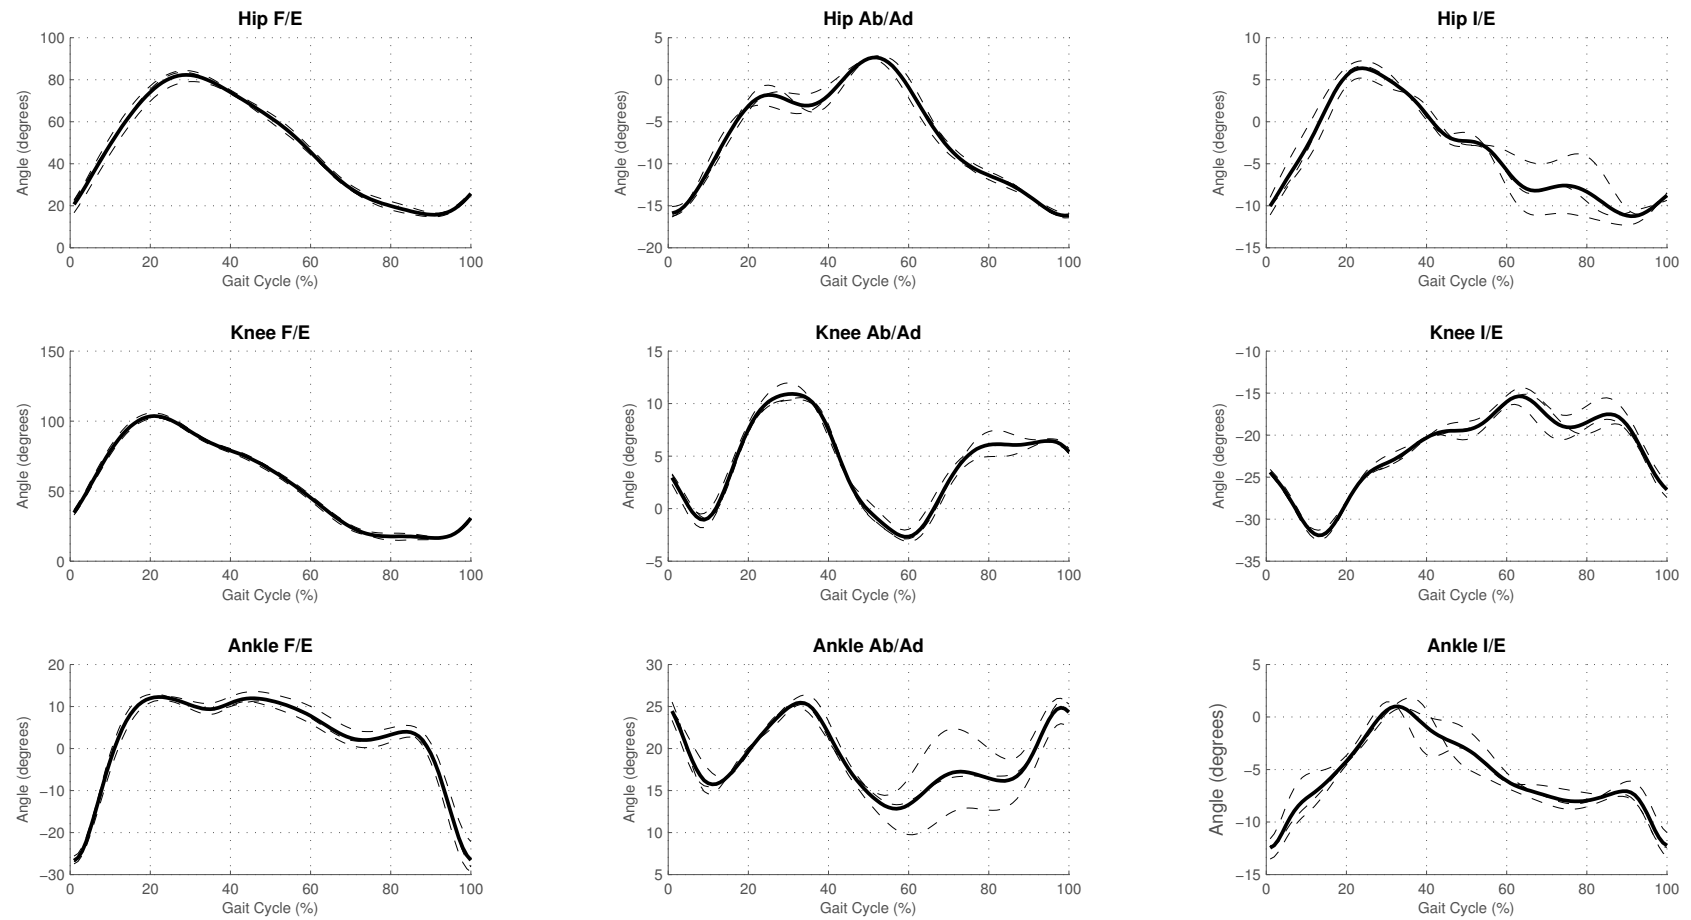 Hip F/E
Hip Ab/Ad
Hip I/E
100
80
60
40
20
0
Angle (degrees)
0 20 40 60 80 100
Gait Cycle (%)
5
0
−5
−10
−15
−20
Angle (degrees)
0 20 40 60 80 100
Gait Cycle (%)
10
5
0
−5
−10
−15
Angle (degrees)
0 20 40 60 80 100
Gait Cycle (%)
Knee F/E
Knee Ab/Ad
Knee I/E
150
100
50
0
Angle (degrees)
0 20 40 60 80 100
Gait Cycle (%)
15
10
5
0
−5
Angle (degrees)
0 20 40 60 80 100
Gait Cycle (%)
−10
−15
−20
−25
−30
−35
Angle (degrees)
0 20 40 60 80 100
Gait Cycle (%)
Ankle F/E
Ankle Ab/Ad
Ankle I/E
20
10
0
−10
−20
−30
Angle (degrees)
0 20 40 60 80 100
Gait Cycle (%)
30
25
20
15
10
5
Angle (degrees)
0 20 40 60 80 100
Gait Cycle (%)
5
0
−5
−10
−15
Angle (degrees)
0 20 40 60 80 100
Gait Cycle (%)